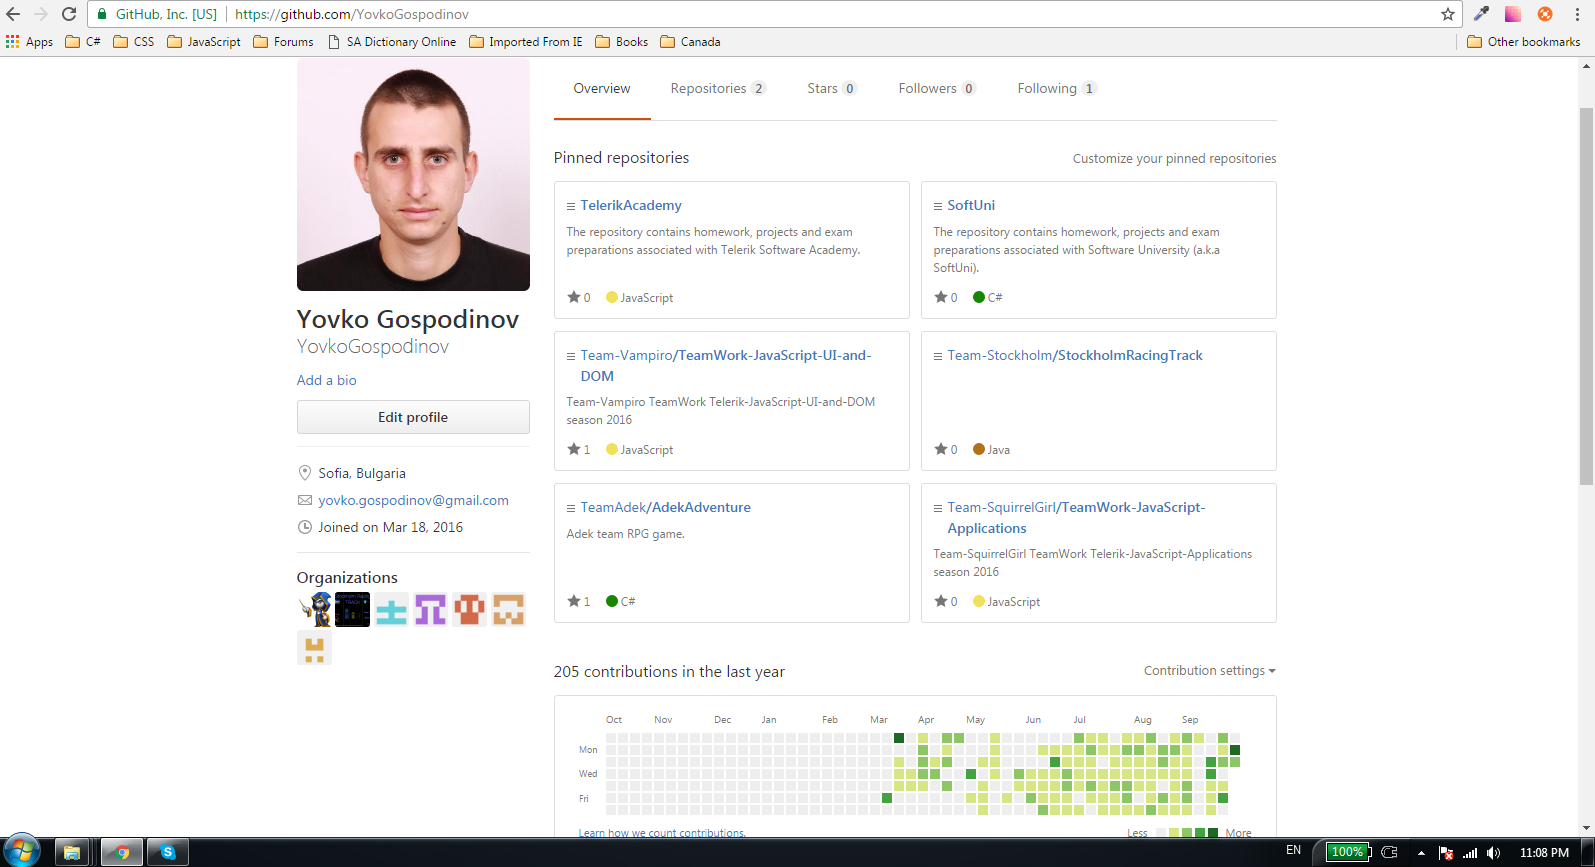 GitHub, Inc. [US] | https://github.com/YovkoGospodinov
Apps C# CSS JavaScript Forums SA Dictionary Online Imported From IE Books Canada Other bookmarks
Overview Repositories 2 Stars 0 Followers 0 Following 1
Yovko Gospodinov
YovkoGospodinov
Add a bio
Edit profile
Sofia, Bulgaria
yovko.gospodinov@gmail.com
Joined on Mar 18, 2016
Organizations
Pinned repositories
Customize your pinned repositories
TelerikAcademy
The repository contains homework, projects and exam
preparations associated with Telerik Software Academy.
0 JavaScript
SoftUni
The repository contains homework, projects and exam
preparations associated with Software University (a.k.a
SoftUni).
0 C#
Team-Vampiro/TeamWork-JavaScript-UI-and-
DOM
Team-Vampiro TeamWork Telerik-JavaScript-UI-and-DOM
season 2016
1 JavaScript
Team-Stockholm/StockholmRacingTrack
0 Java
TeamAdek/AdekAdventure
Adek team RPG game.
1 C#
Team-SquirrelGirl/TeamWork-JavaScript-
Applications
Team-SquirrelGirl TeamWork Telerik-JavaScript-Applications
season 2016
0 JavaScript
205 contributions in the last year
Contribution settings
Oct Nov Dec Jan Feb Mar Apr May Jun Jul Aug Sep
Mon
Wed
Fri
Learn how we count contributions.
Less More
EN 100% 11:08 PM